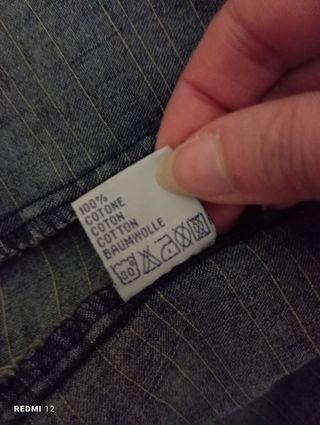 100%
COTONE
COTON
COTTON
BAUMWOLLE
30
REDMI 12